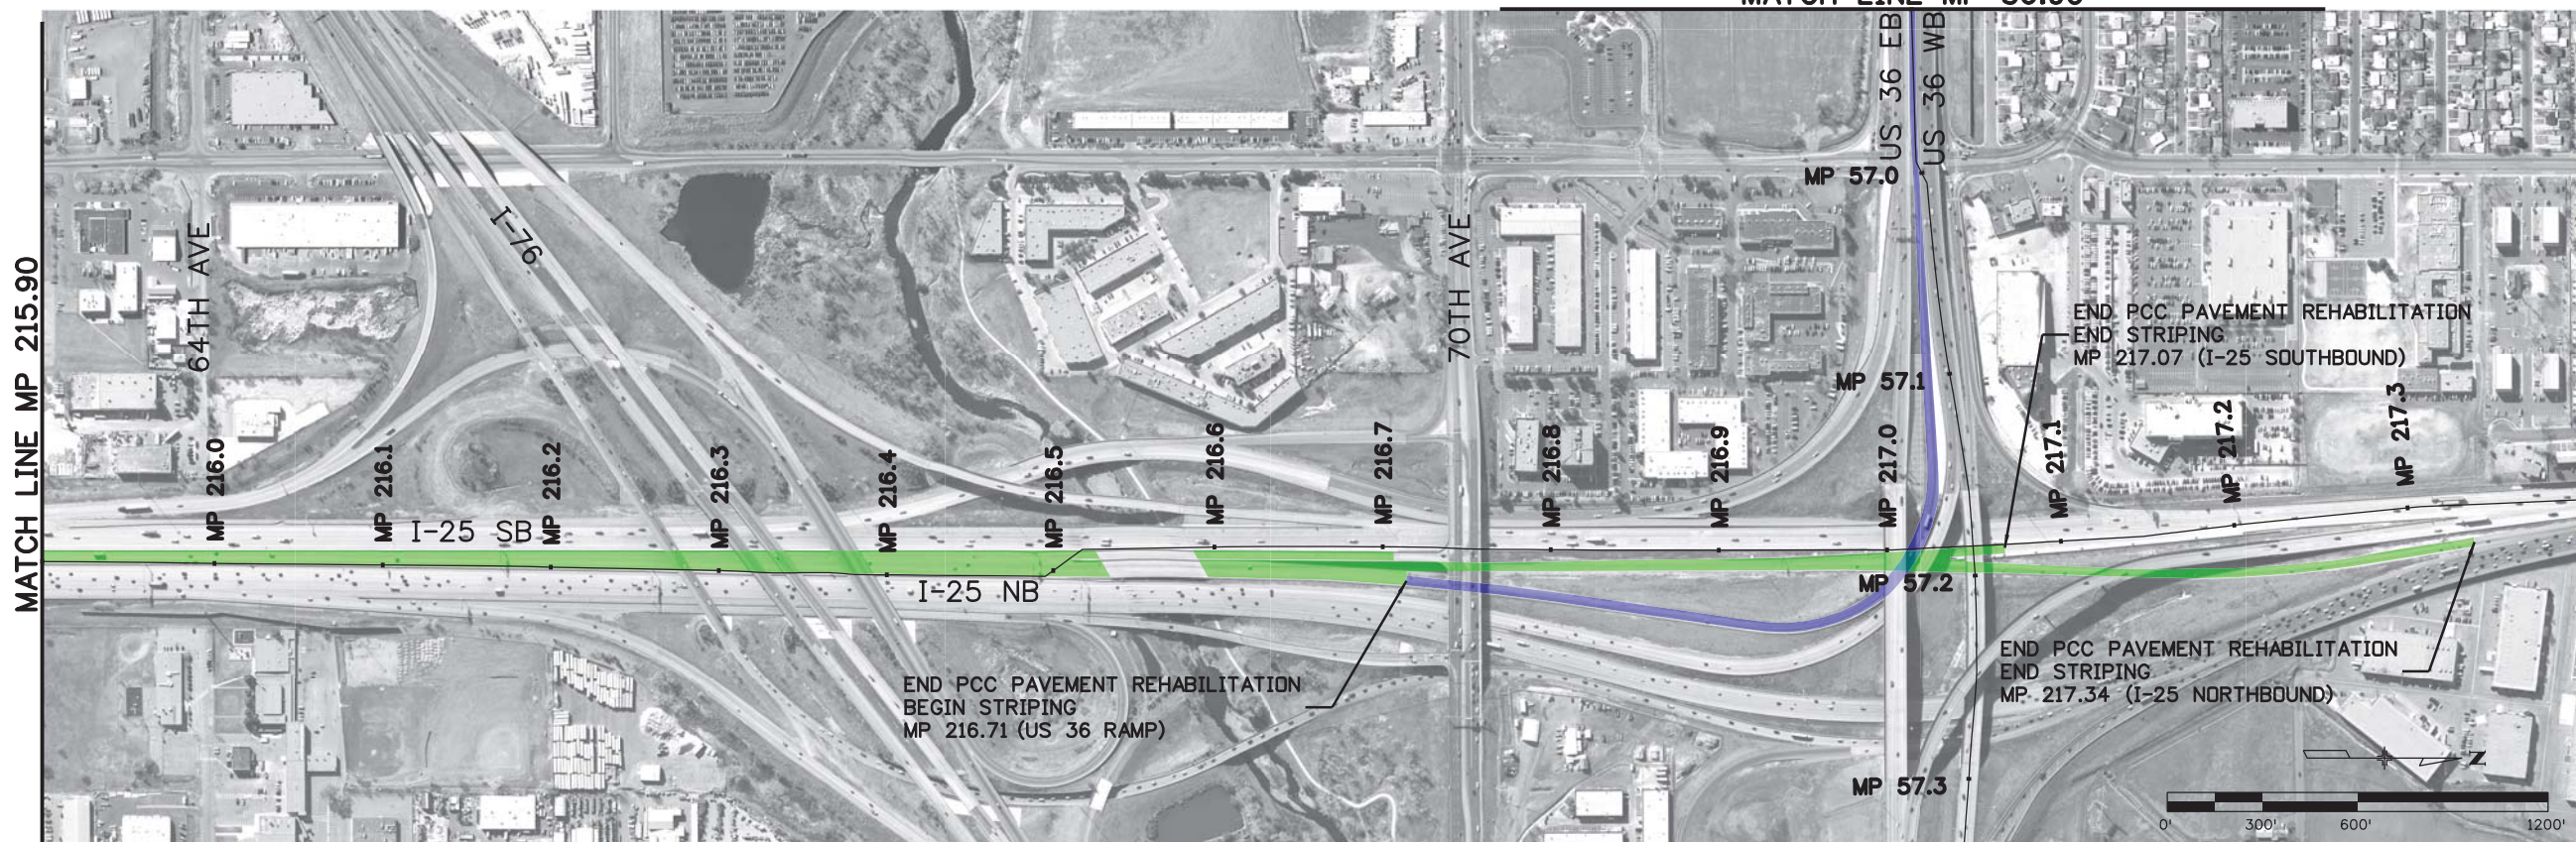 MATCH LINE MP 215.90
US 36 EB
US 36 WB
MP 57.0
I-76
64TH AVE
70TH AVE
END PCC PAVEMENT REHABILITATION
END STRIPING
MP 217.07 (I-25 SOUTHBOUND)
MP 57.1
MP 216.0
MP 216.1
MP 216.2
MP 216.3
MP 216.4
MP 216.5
MP 216.6
MP 216.7
MP 216.8
MP 216.9
MP 217.0
MP 217.1
MP 217.2
MP 217.3
I-25 SB
I-25 NB
MP 57.2
END PCC PAVEMENT REHABILITATION
BEGIN STRIPING
MP 216.71 (US 36 RAMP)
END PCC PAVEMENT REHABILITATION
END STRIPING
MP 217.34 (I-25 NORTHBOUND)
MP 57.3
N
0' 300' 600' 1200'